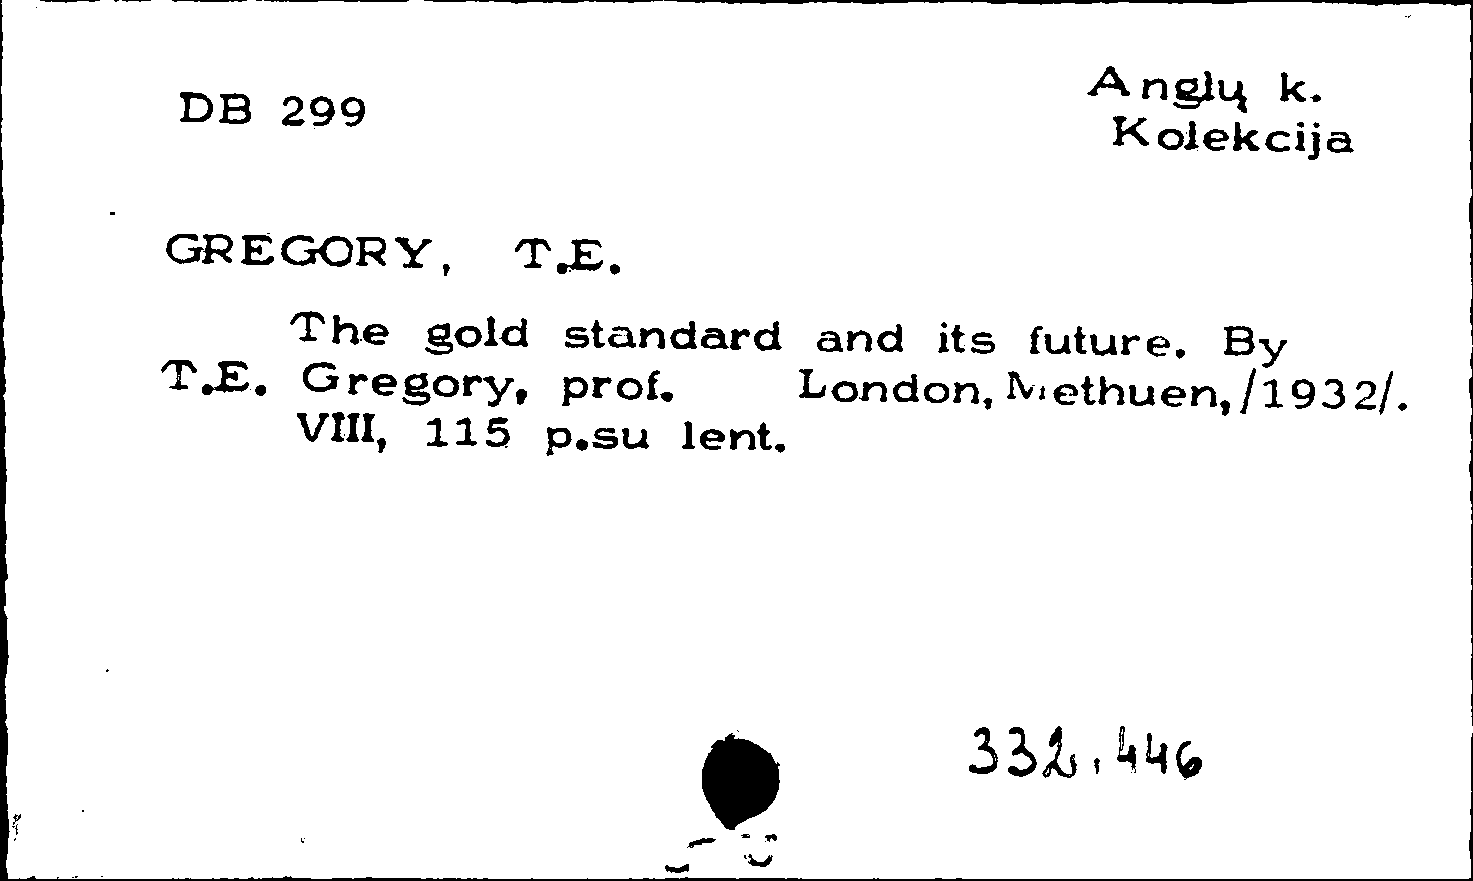 DB 299
Anglų k.
Kolekcija
GREGORY, T.E.
The gold standard and its future. By
T.E. Gregory, prof. London, Methuen, /1932/.
VIII, 115 p.su lent.
332.446